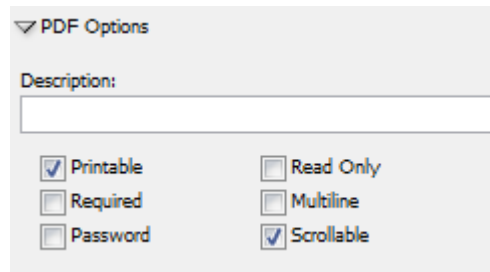 PDF Options
Description:
Printable Read Only
Required Multiline
Password Scrollable